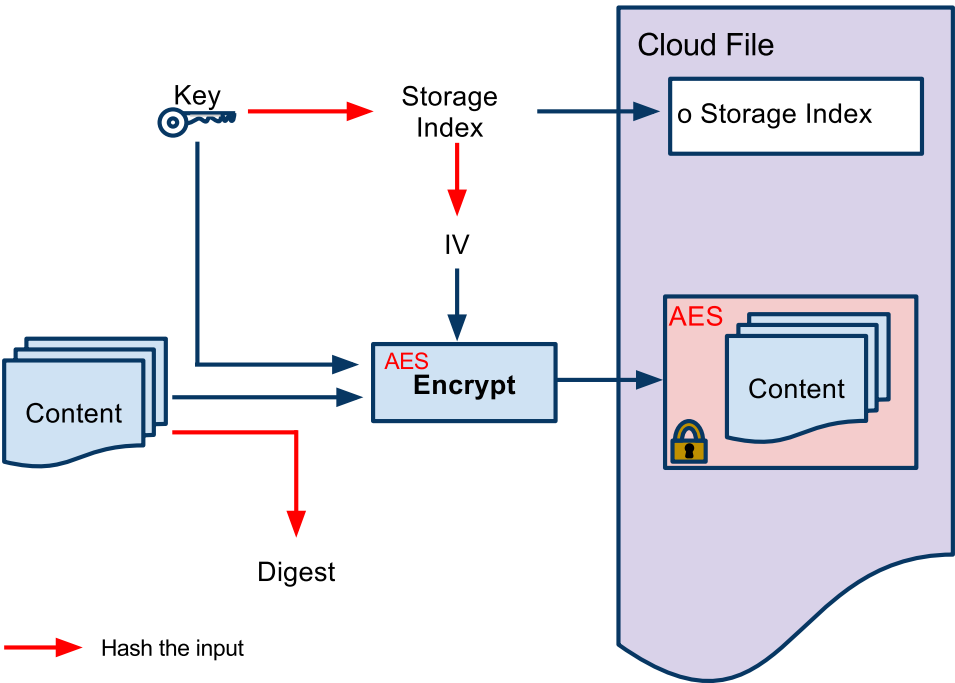 Cloud File
Key
Storage
Index
o Storage Index
IV
AES
AES
Encrypt
Content
Content
Digest
Hash the input